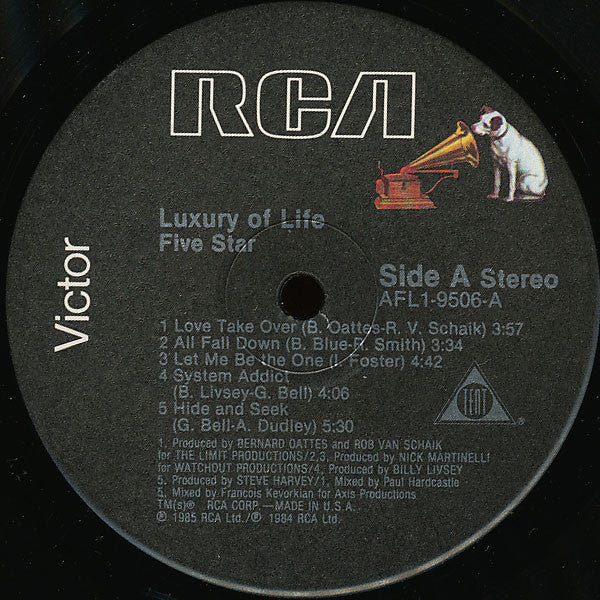 RCA
Victor
Luxury of Life
Five Star
Side A Stereo
AFL1-9506-A
1 Love Take Over (B. Oattes-R. V. Schaik) 3:57
2 All Fall Down (B. Blue-R. Smith) 3:34
3 Let Me Be the One (I. Foster) 4:42
4 System Addict
(B. Livsey-G. Bell) 4:06
5 Hide and Seek
(G. Bell-A. Dudley) 5:30
TENT
®
1. Produced by BERNARD OATTES and ROB VAN SCHAIK
for THE LIMIT PRODUCTIONS/2,3, Produced by NICK MARTINELLI
for WATCHOUT PRODUCTIONS/4, Produced by BILLY LIVSEY
5. Produced by STEVE HARVEY/1, Mixed by Paul Hardcastle
5. Mixed by Francois Kevorkian for Axis Productions
TM(s)® RCA CORP.—MADE IN U.S.A.
℗ 1985 RCA Ltd./℗ 1984 RCA Ltd.